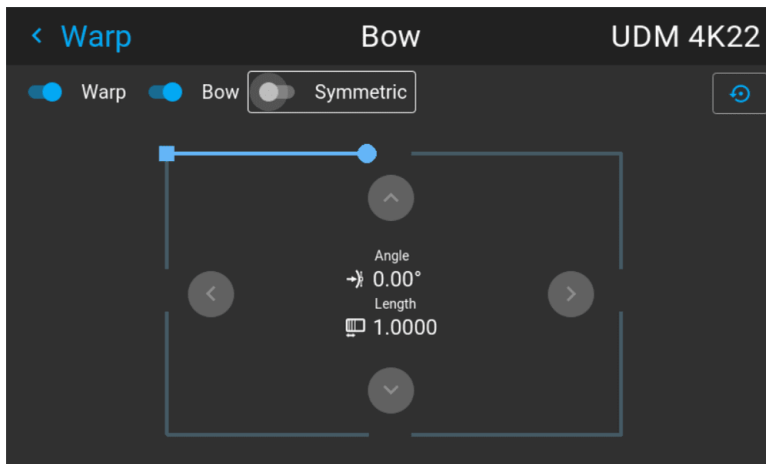 Warp
Bow
UDM 4K22
Warp
Bow
Symmetric
Angle
0.00°
Length
1.0000